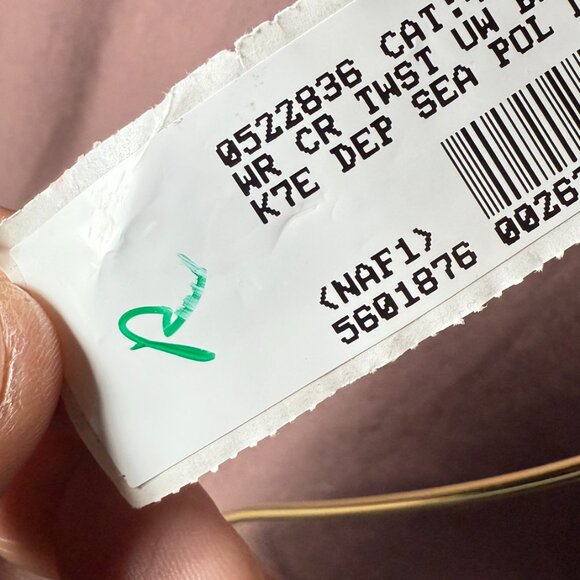 0522836 CAT:
WR CR TWST UW
K7E DEP SEA POL
<NAF1>
5601876 0026